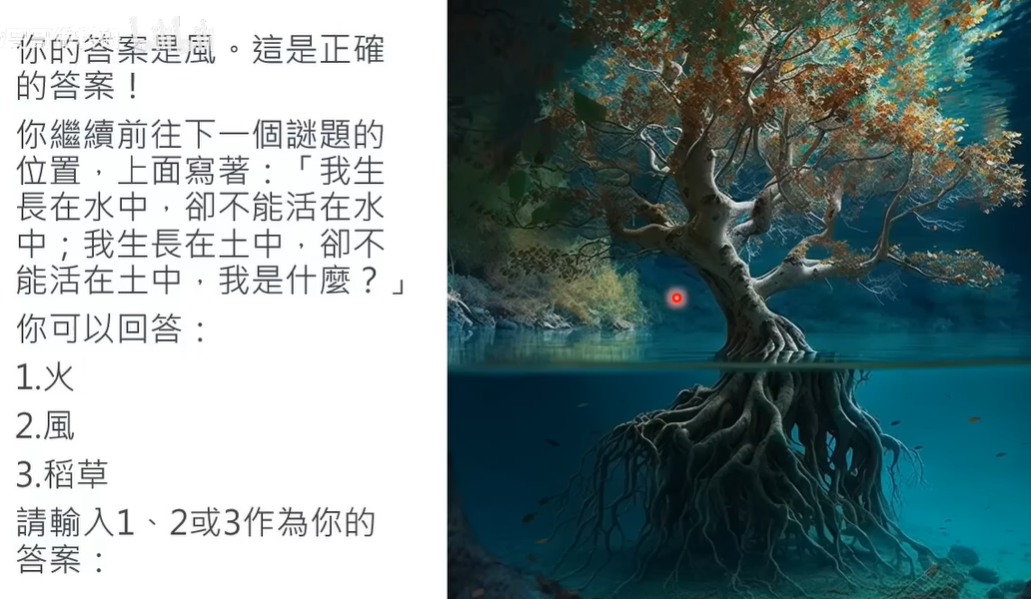 你的答案是風。這是正確
的答案！
你繼續前往下一個謎題的
位置，上面寫著：「我生
長在水中，卻不能活在水
中；我生長在土中，卻不
能活在土中，我是什麼？」
你可以回答：
1.火
2.風
3.稻草
請輸入1、2或3作為你的
答案：